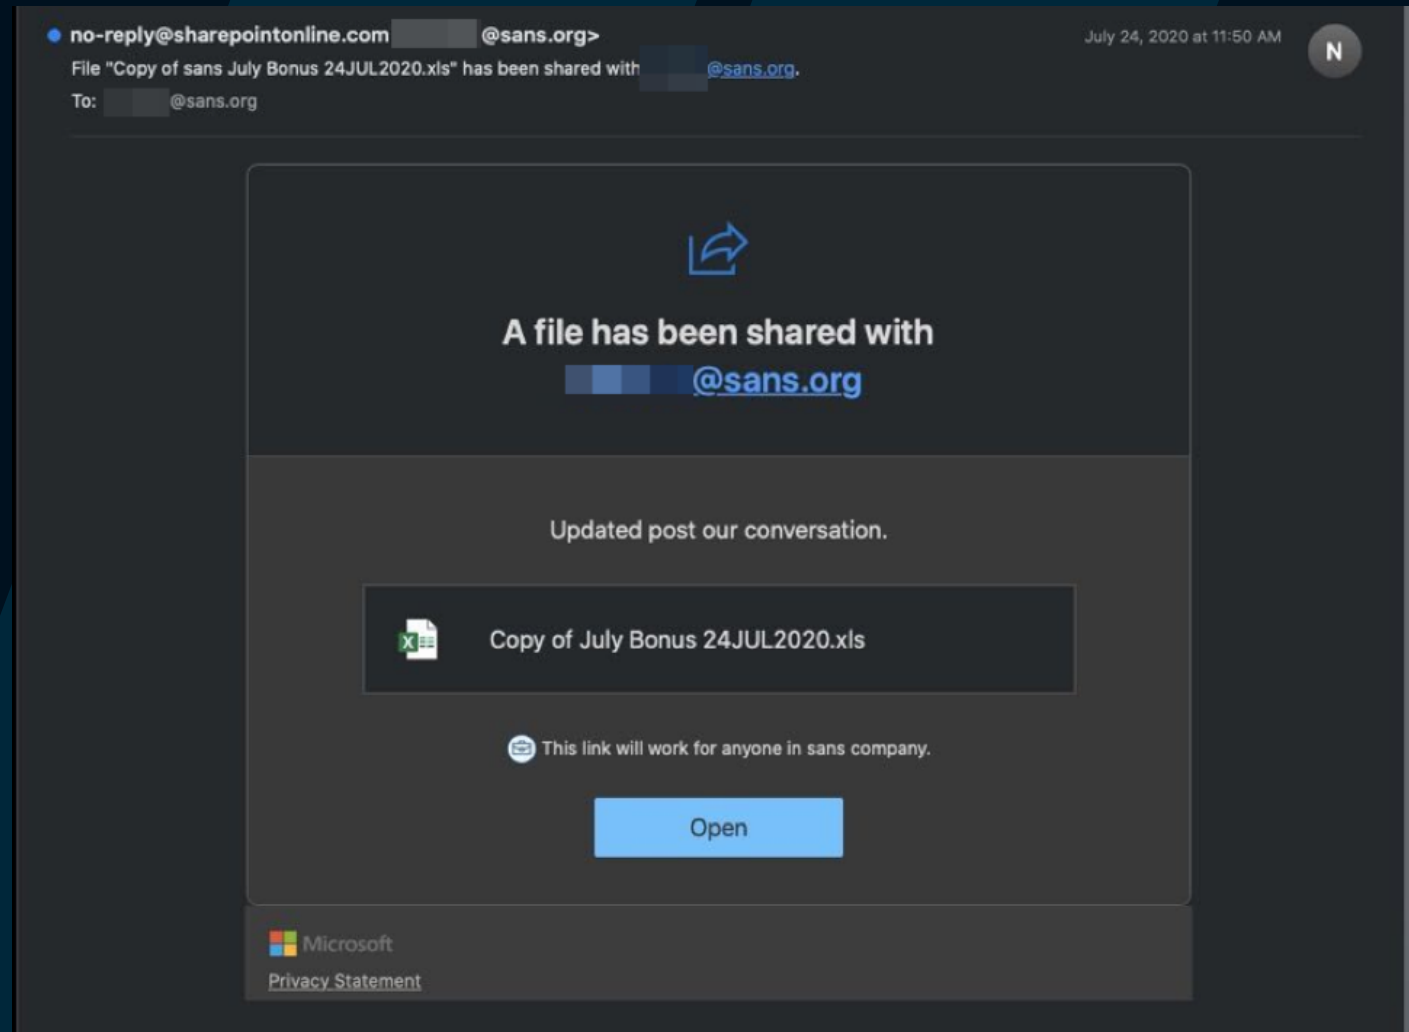 no-reply@sharepointonline.com @sans.org>
July 24, 2020 at 11:50 AM
N
File "Copy of sans July Bonus 24JUL2020.xls" has been shared with @sans.org.
To: @sans.org
A file has been shared with
@sans.org
Updated post our conversation.
X
Copy of July Bonus 24JUL2020.xls
This link will work for anyone in sans company.
Open
Microsoft
Privacy Statement